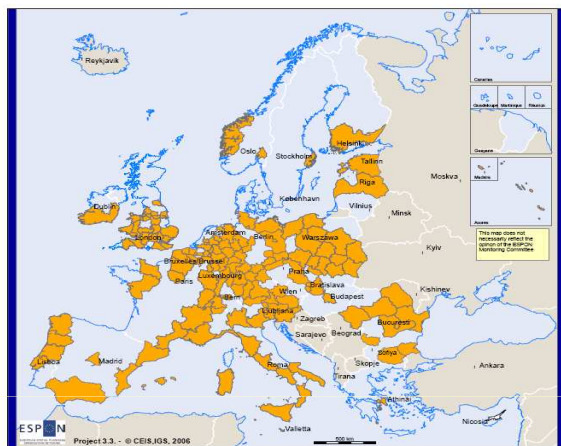 Reykjavik
Canarias
Guadeloupe Martinique Réunion
Guayane
Helsinki
Oslo
Tallinn
Stockholm
Riga
Moskva
Madeira
Acores
København
Dublin
Vilnius
Minsk
This map does not
necessarily reflect the
opinion of the ESPON
Monitoring Committee
London
Amsterdam
Berlin
Warszawa
Kyiv
Bruxelles/Brussel
Praha
Luxembourg
Paris
Bratislava
Wien
Budapest
Kishinev
Bern
Ljubljana
Zagreb
Bucuresti
Beograd
Sarajevo
Sofiya
Skopje
Madrid
Roma
Tirana
Lisboa
Ankara
Athinai
Nicosia
Valletta
ESPON
Project 3.3. - © CEIS,IGS, 2006
500 km